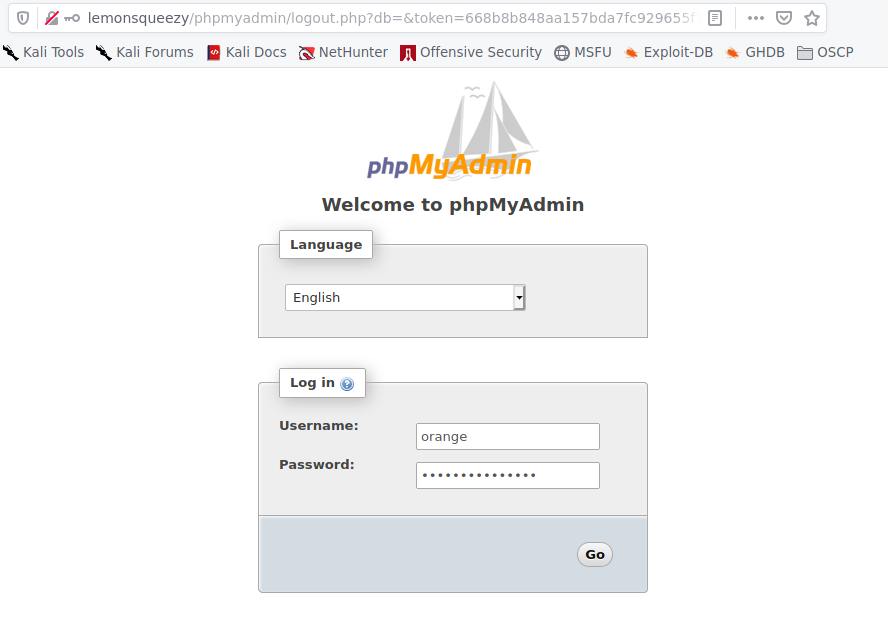 lemonsqueezy/phpmyadmin/logout.php?db=&token=668b8b848aa157bda7fc929655f
Kali Tools Kali Forums Kali Docs NetHunter Offensive Security MSFU Exploit-DB GHDB OSCP
phpMyAdmin
Welcome to phpMyAdmin
Language
English
Log in
Username:
orange
Password:
•••••••••••••••
Go